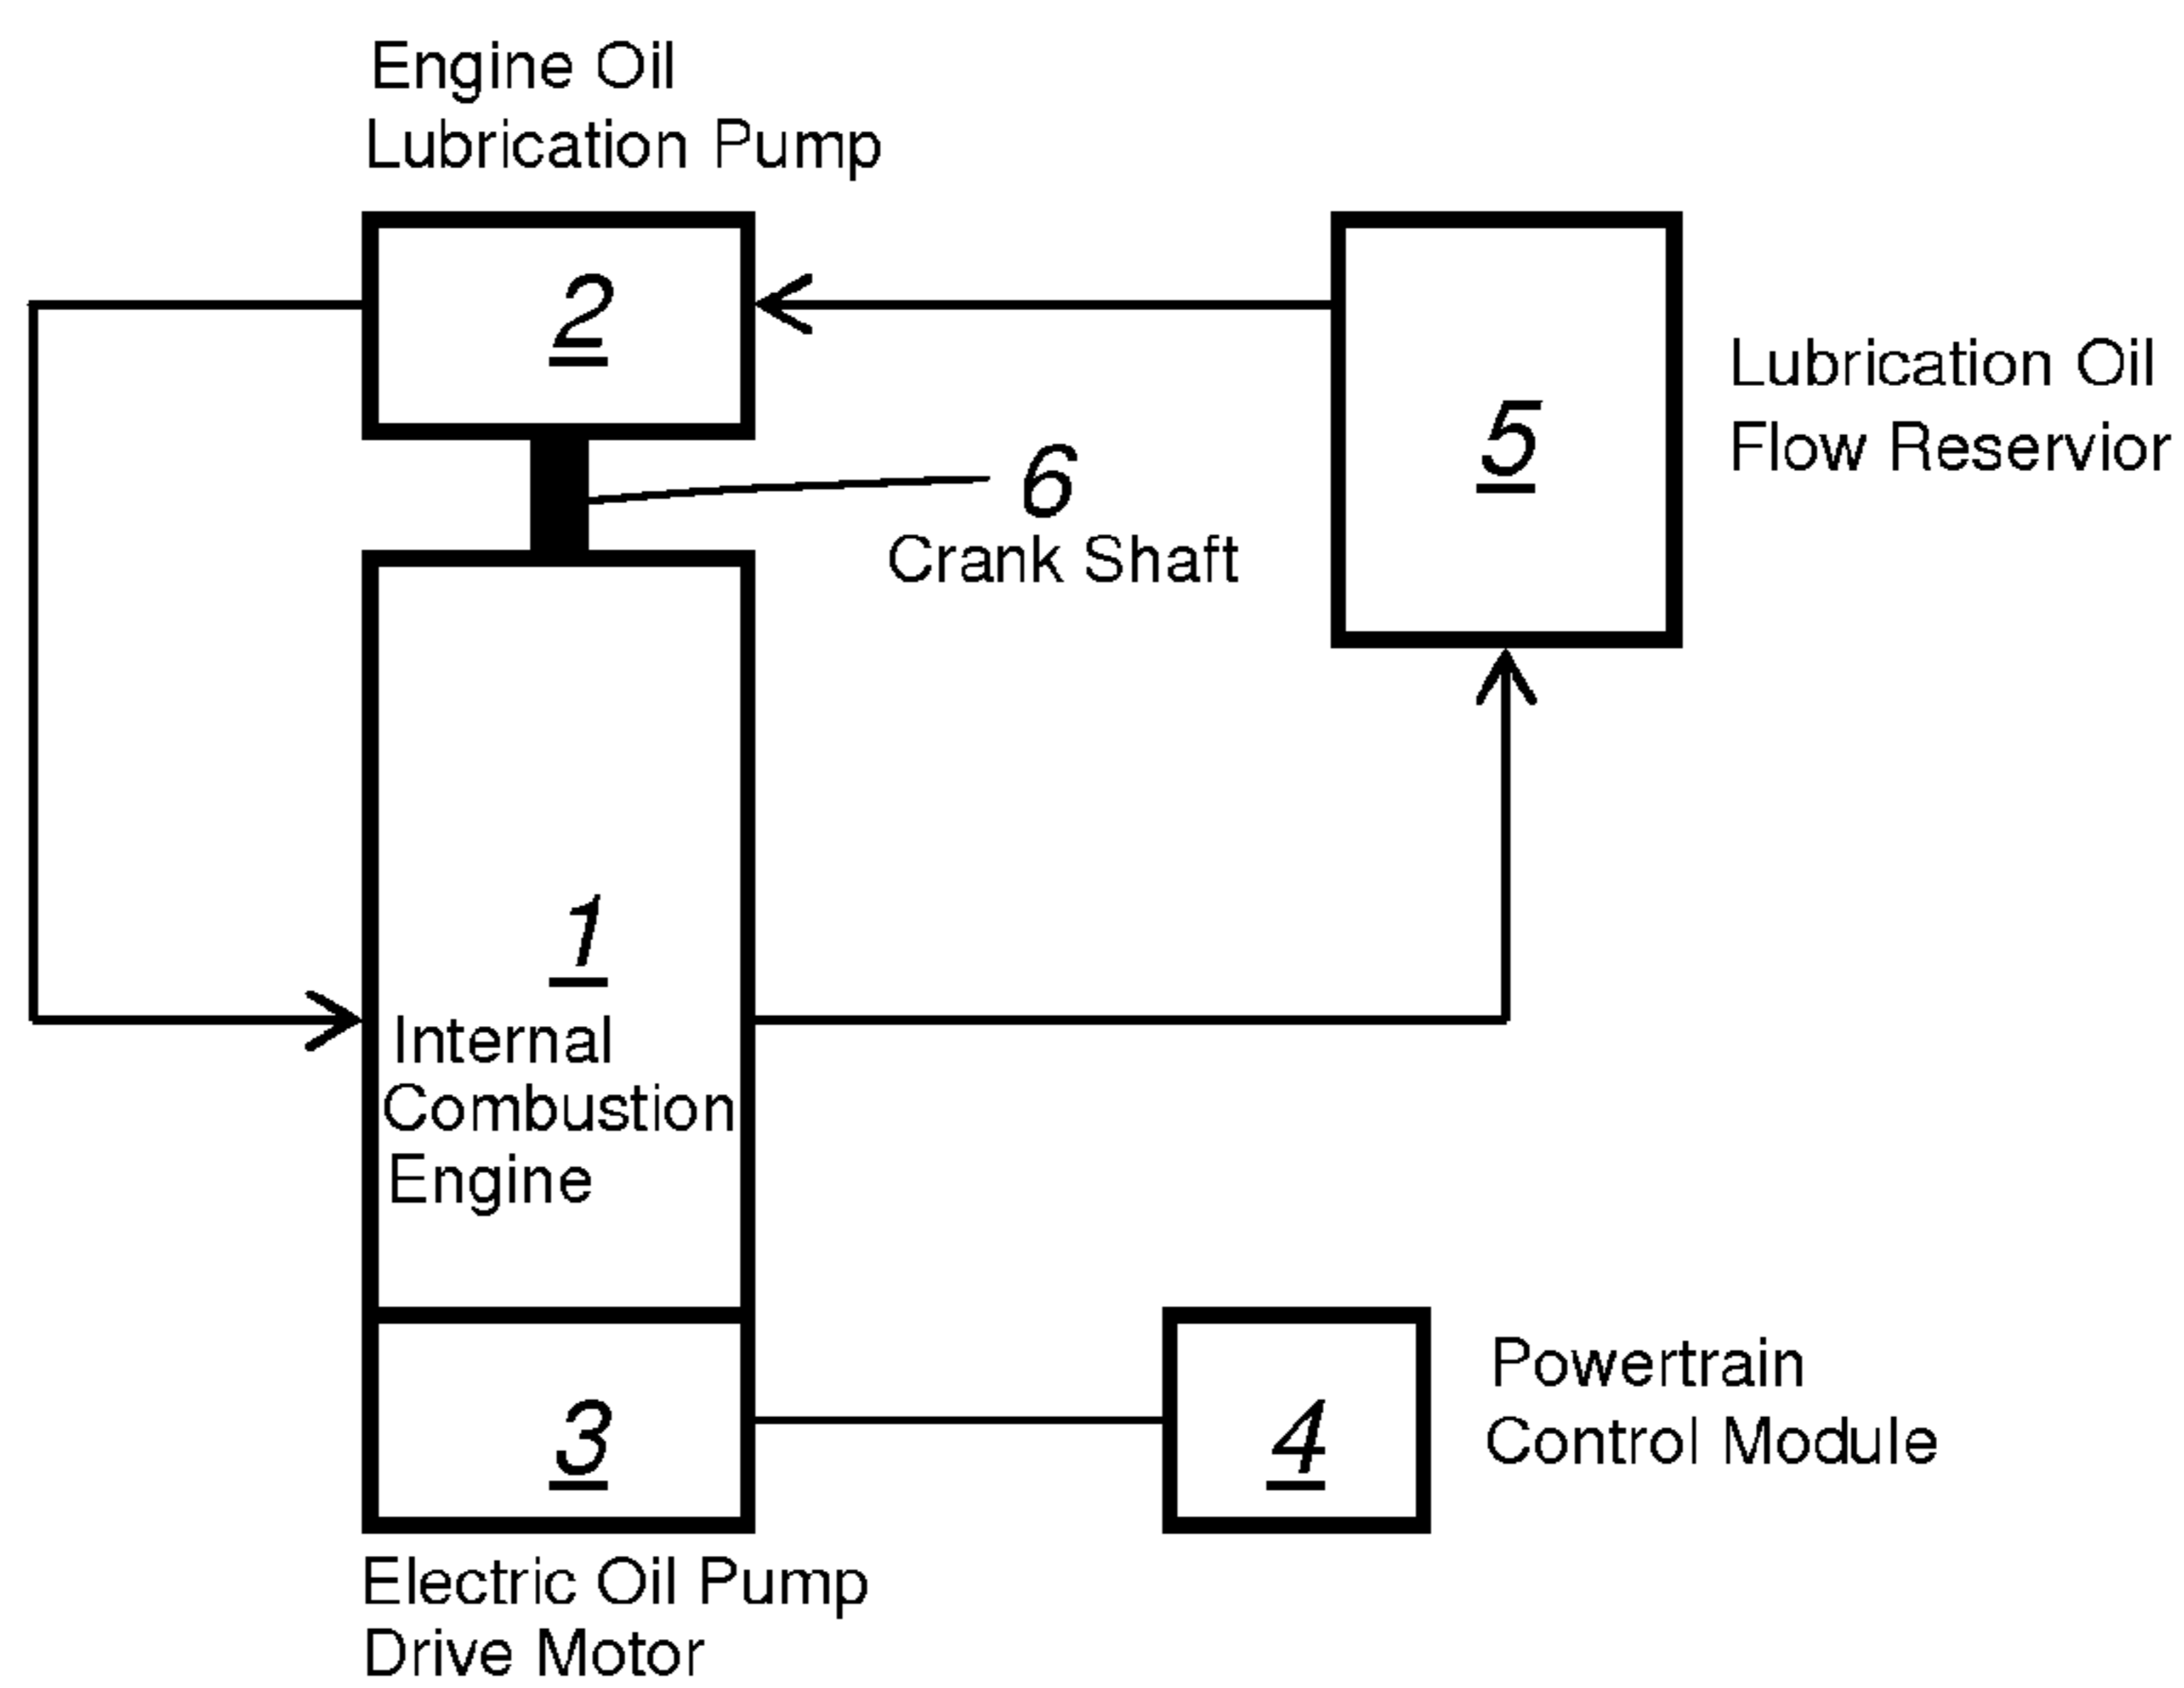 Engine Oil
Lubrication Pump
2
5
Lubrication Oil
Flow Reservior
6
Crank Shaft
1
Internal
Combustion
Engine
3
4
Powertrain
Control Module
Electric Oil Pump
Drive Motor